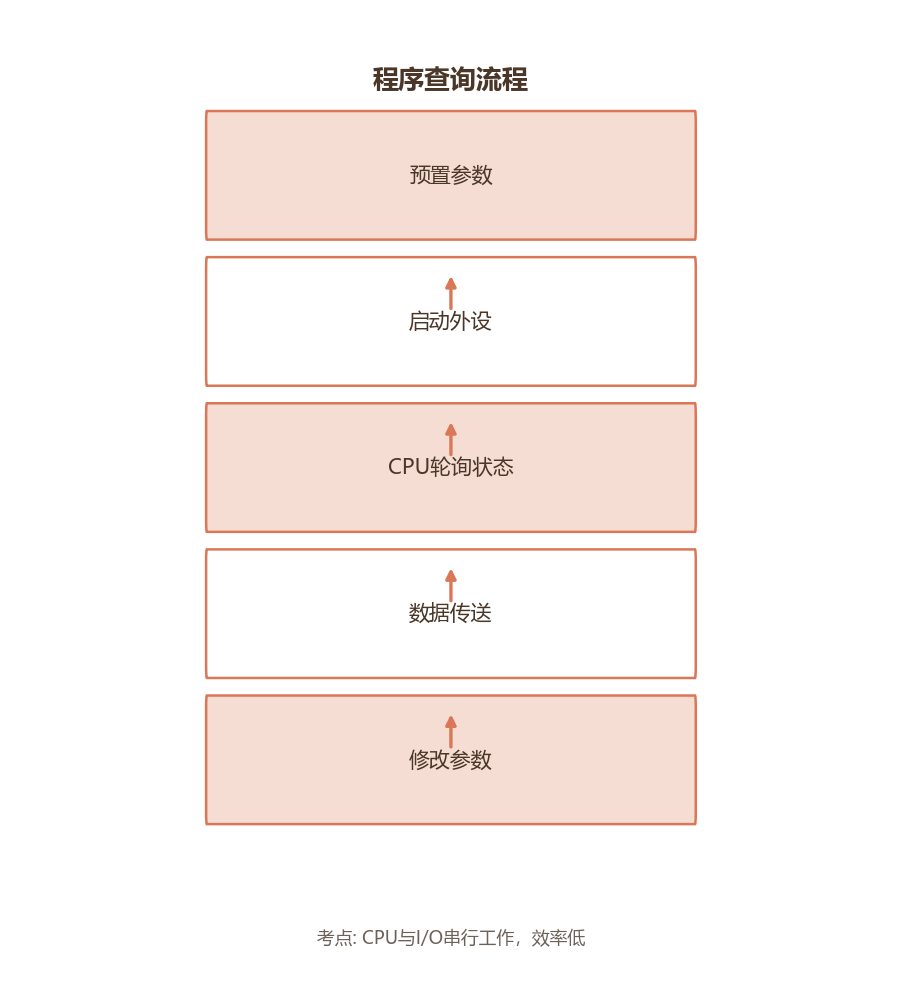 程序查询流程
预置参数
启动外设
CPU轮询状态
数据传送
修改参数
考点: CPU与I/O串行工作，效率低